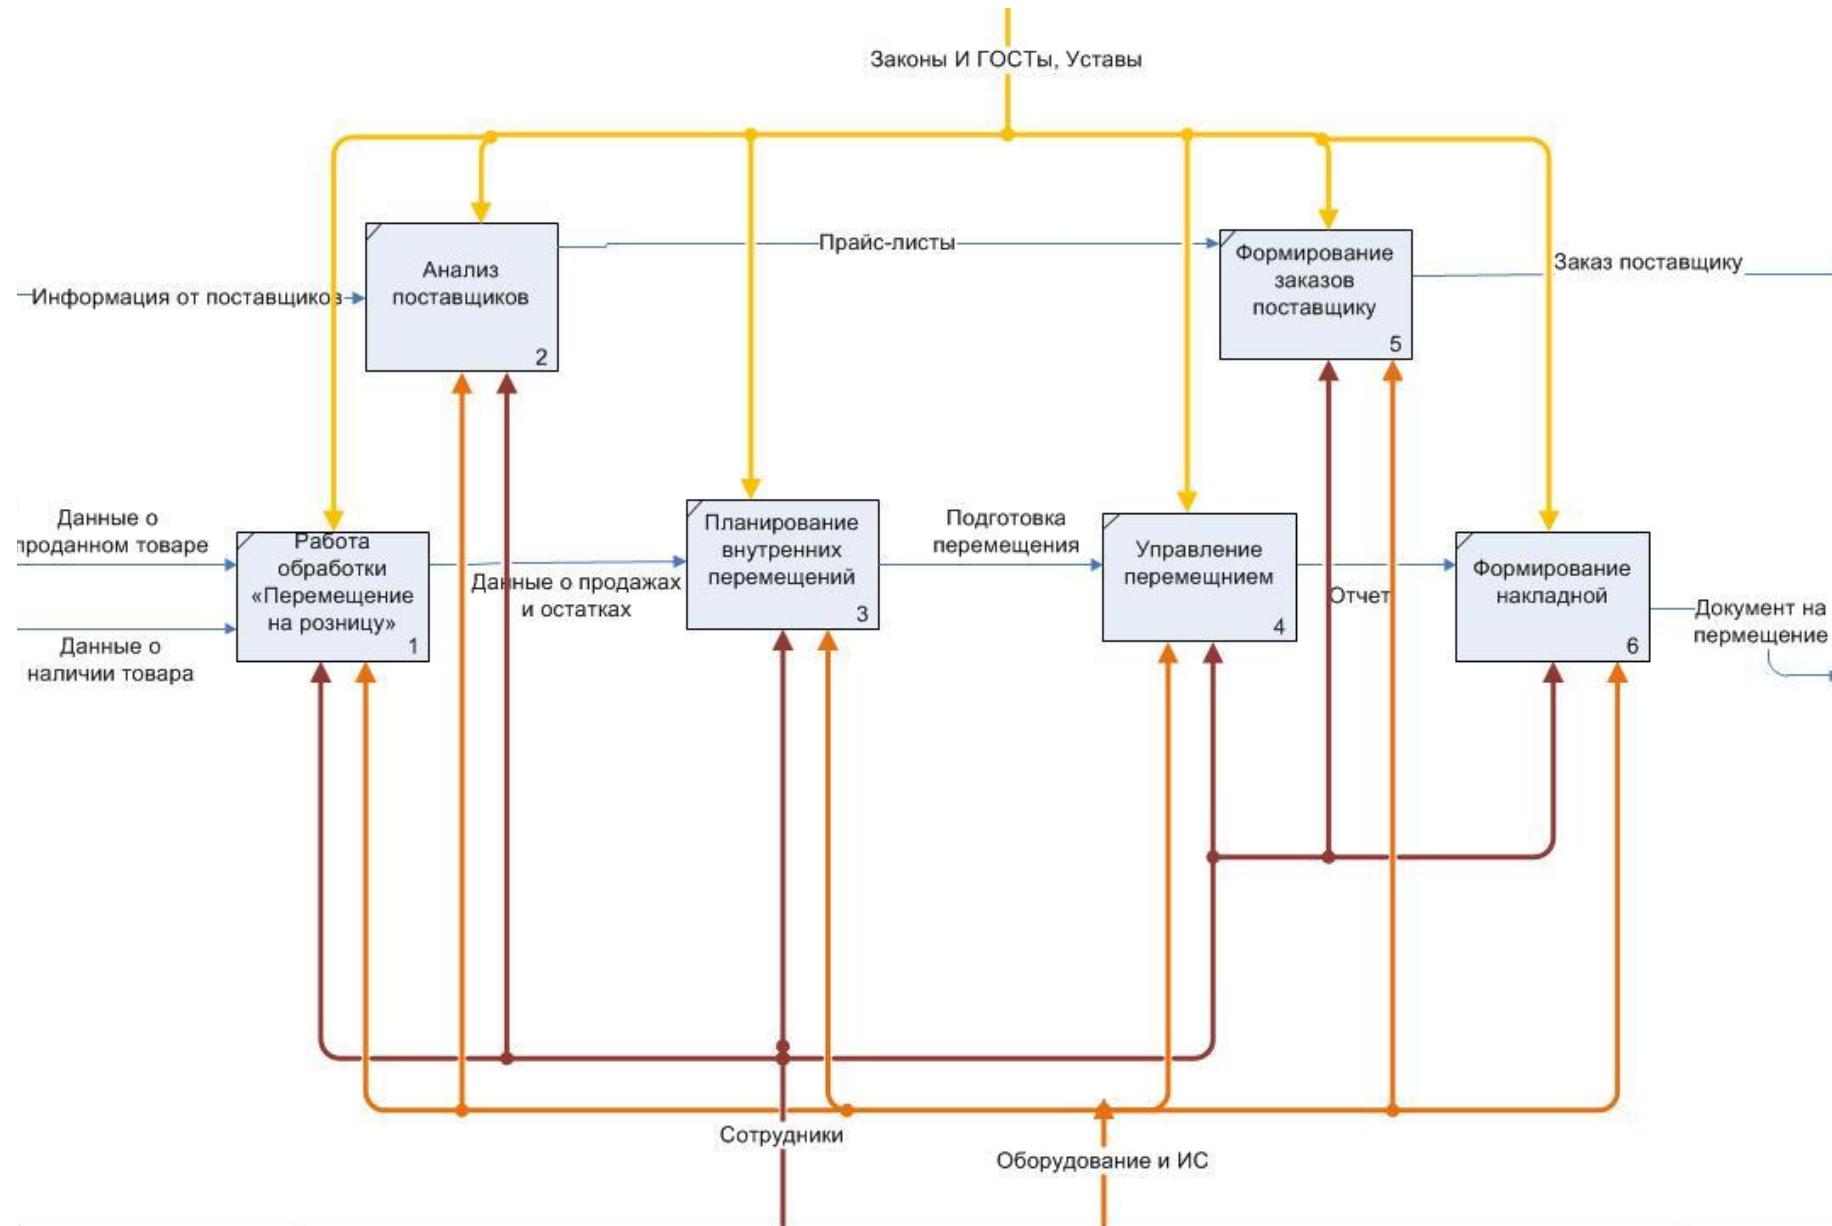 Законы И ГОСТы, Уставы
Прайс-листы
Анализ
поставщиков
2
Формирование
заказов
поставщику
5
Заказ поставщику
Информация от поставщиков
Данные о
проданном товаре
Данные о
наличии товара
Работа
обработки
«Перемещение
на розницу»
1
Данные о продажах
и остатках
Планирование
внутренних
перемещений
3
Подготовка
перемещения
Управление
перемещнием
4
Отчет
Формирование
накладной
6
Документ на
пермещение
Сотрудники
Оборудование и ИС